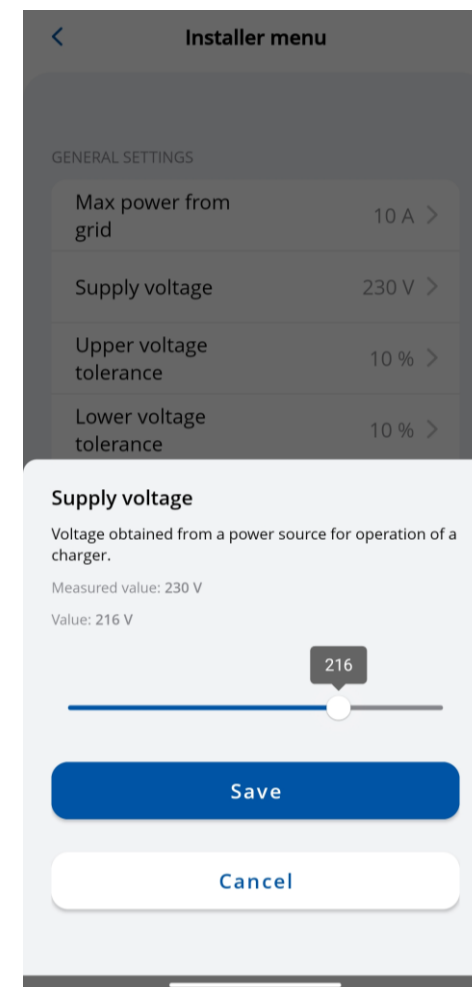 Installer menu
GENERAL SETTINGS
Max power from
grid
10 A
Supply voltage
230 V
Upper voltage
tolerance
10 %
Lower voltage
tolerance
10 %
Supply voltage
Voltage obtained from a power source for operation of a
charger.
Measured value: 230 V
Value: 216 V
216
Save
Cancel